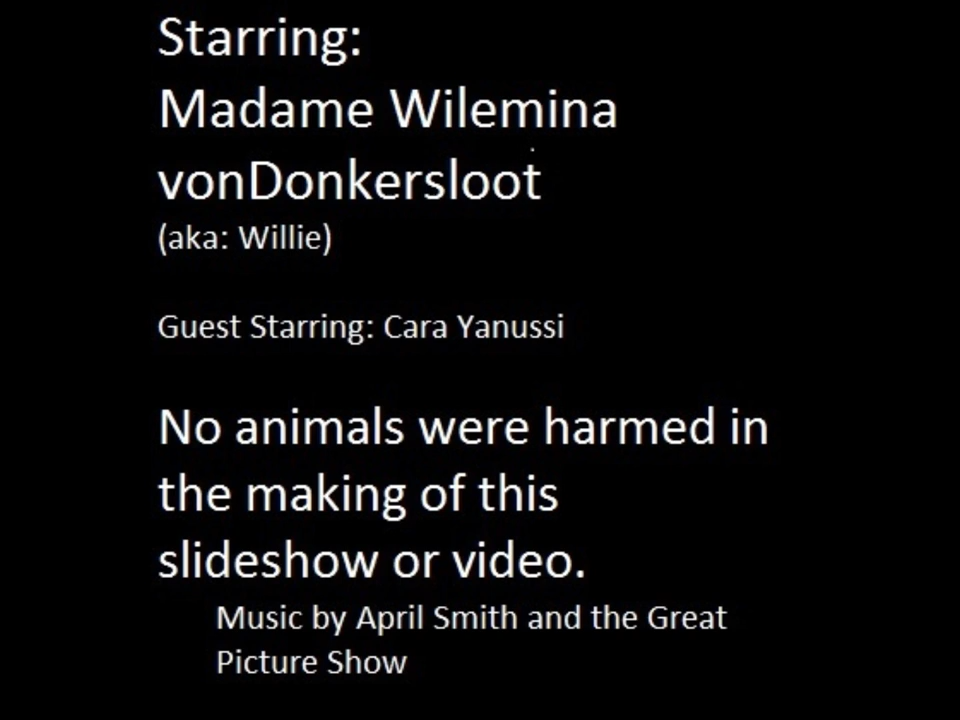 Starring:
Madame Wilemina
vonDonkersloot
(aka: Willie)
Guest Starring: Cara Yanussi
No animals were harmed in
the making of this
slideshow or video.
Music by April Smith and the Great
Picture Show